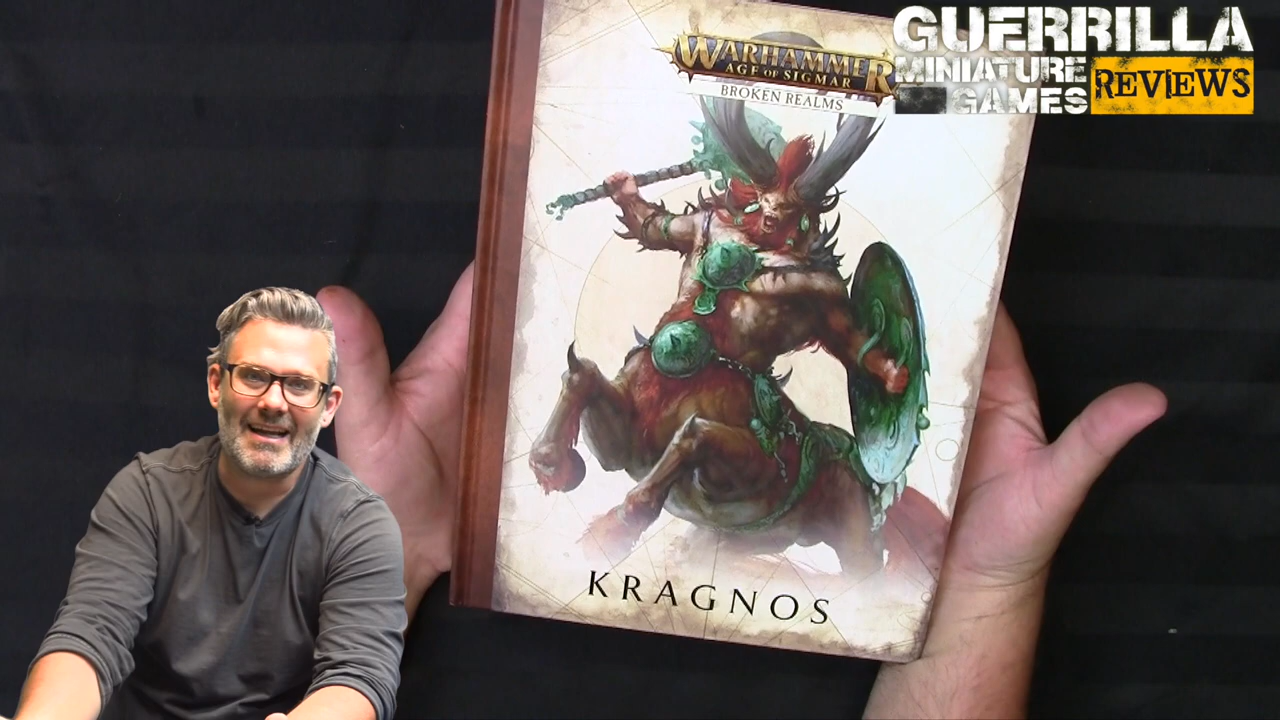 WARHAMMER
AGE OF SIGMAR
BROKEN REALMS
KRAGNOS
GUERRILLA
MINIATURE
GAMES
REVIEWS